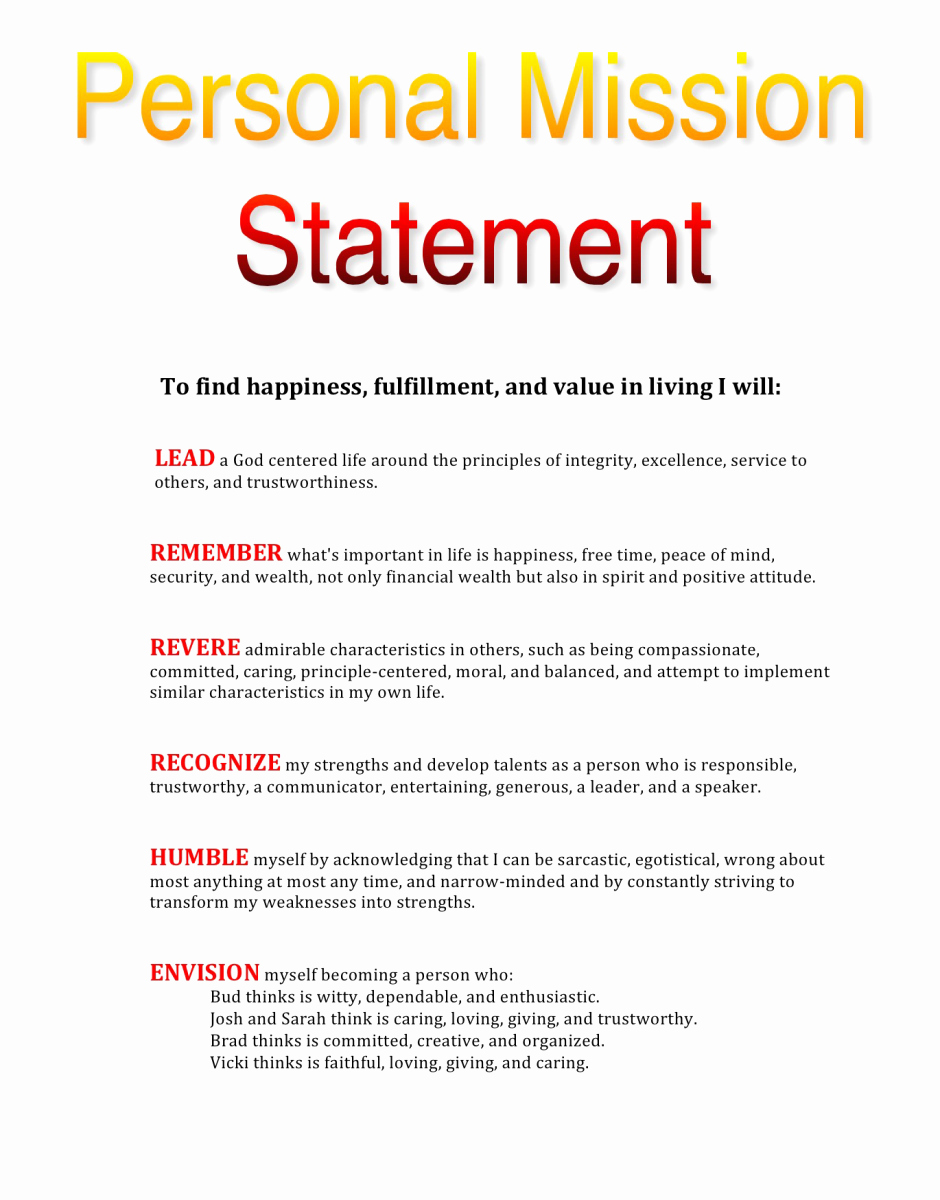 Personal Mission
Statement
To find happiness, fulfillment, and value in living I will:
LEAD a God centered life around the principles of integrity, excellence, service to
others, and trustworthiness.
REMEMBER what's important in life is happiness, free time, peace of mind,
security, and wealth, not only financial wealth but also in spirit and positive attitude.
REVERE admirable characteristics in others, such as being compassionate,
committed, caring, principle-centered, moral, and balanced, and attempt to implement
similar characteristics in my own life.
RECOGNIZE my strengths and develop talents as a person who is responsible,
trustworthy, a communicator, entertaining, generous, a leader, and a speaker.
HUMBLE myself by acknowledging that I can be sarcastic, egotistical, wrong about
most anything at most any time, and narrow-minded and by constantly striving to
transform my weaknesses into strengths.
ENVISION myself becoming a person who:
Bud thinks is witty, dependable, and enthusiastic.
Josh and Sarah think is caring, loving, giving, and trustworthy.
Brad thinks is committed, creative, and organized.
Vicki thinks is faithful, loving, giving, and caring.